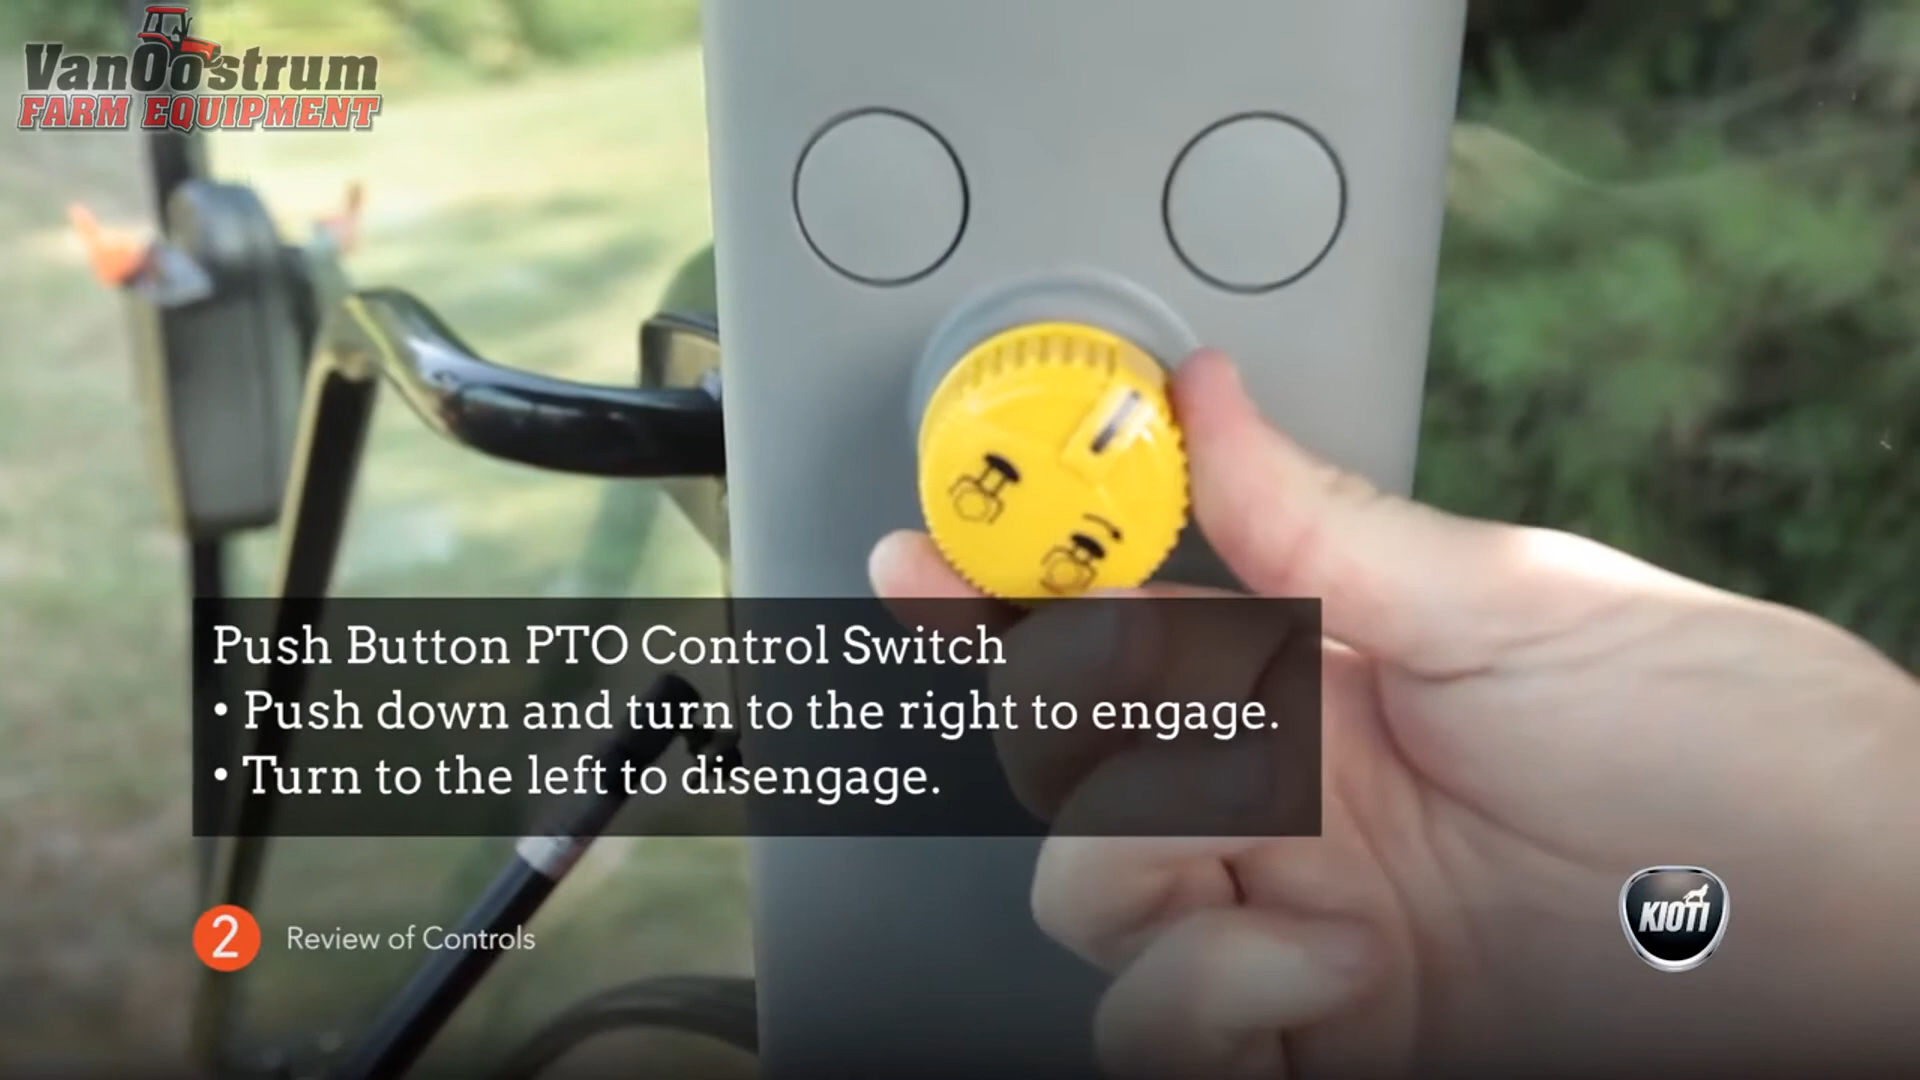 VanOostrum
FARM EQUIPMENT
Push Button PTO Control Switch
• Push down and turn to the right to engage.
• Turn to the left to disengage.
2 Review of Controls
KIOTI